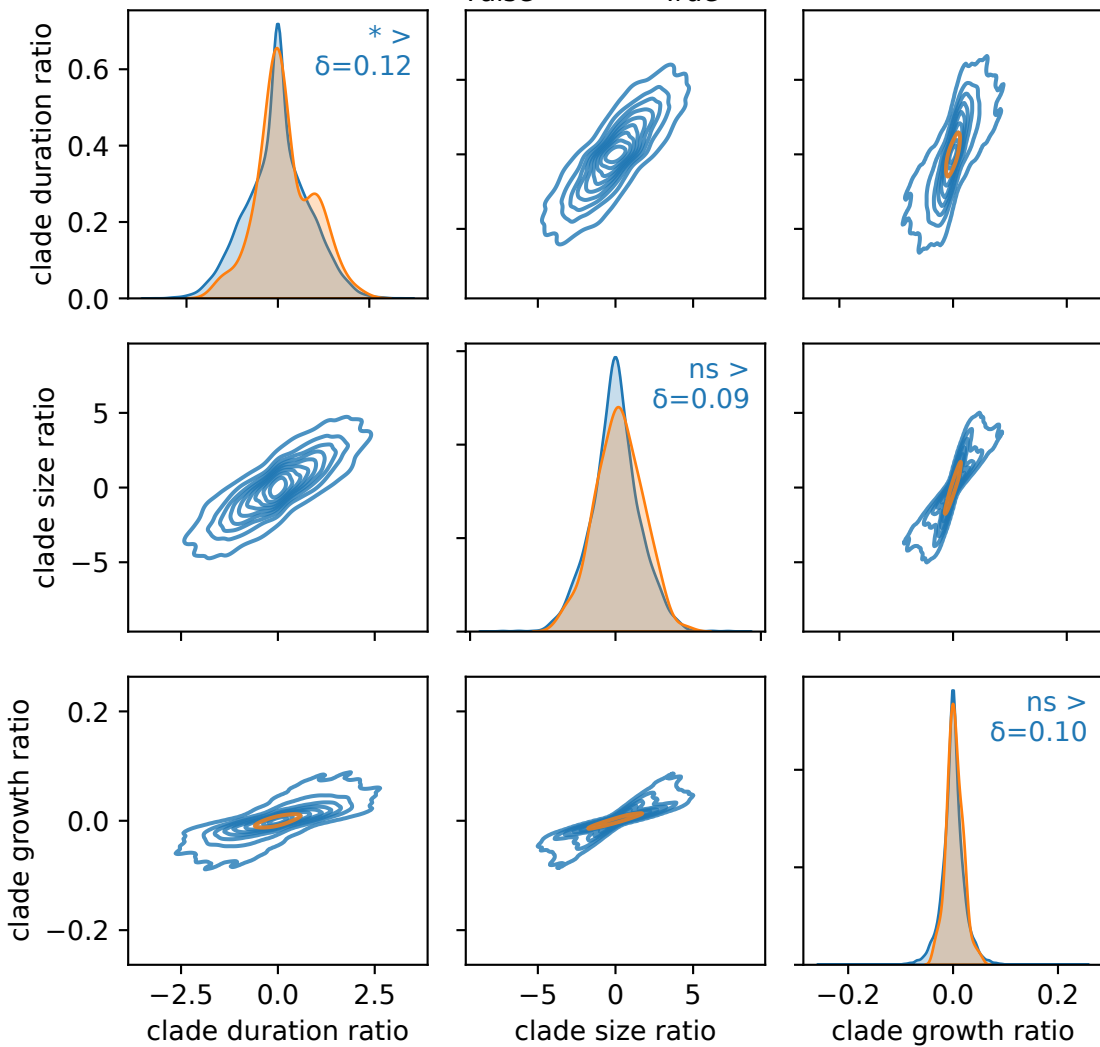 * >
δ=0.12
clade duration ratio
0.6
0.4
0.2
0.0
ns >
δ=0.09
clade size ratio
5
0
−5
ns >
δ=0.10
clade growth ratio
0.2
0.0
−0.2
−2.5 0.0 2.5
−5 0 5
−0.2 0.0 0.2
clade duration ratio
clade size ratio
clade growth ratio